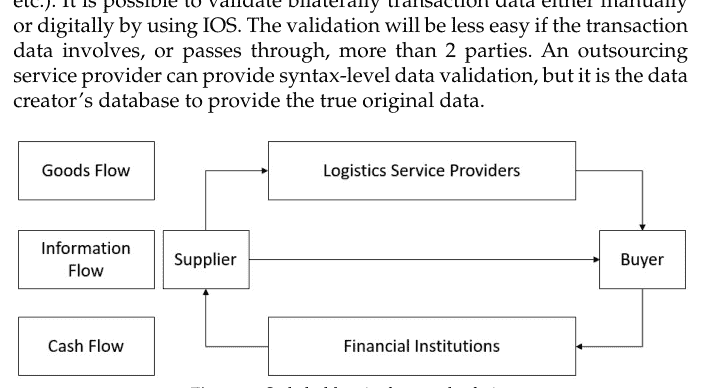 etc.). It is possible to validate bilaterally transaction data either manually
or digitally by using IOS. The validation will be less easy if the transaction
data involves, or passes through, more than 2 parties. An outsourcing
service provider can provide syntax-level data validation, but it is the data
creator's database to provide the true original data.
Goods Flow
Logistics Service Providers
Information
Flow
Supplier
Buyer
Cash Flow
Financial Institutions